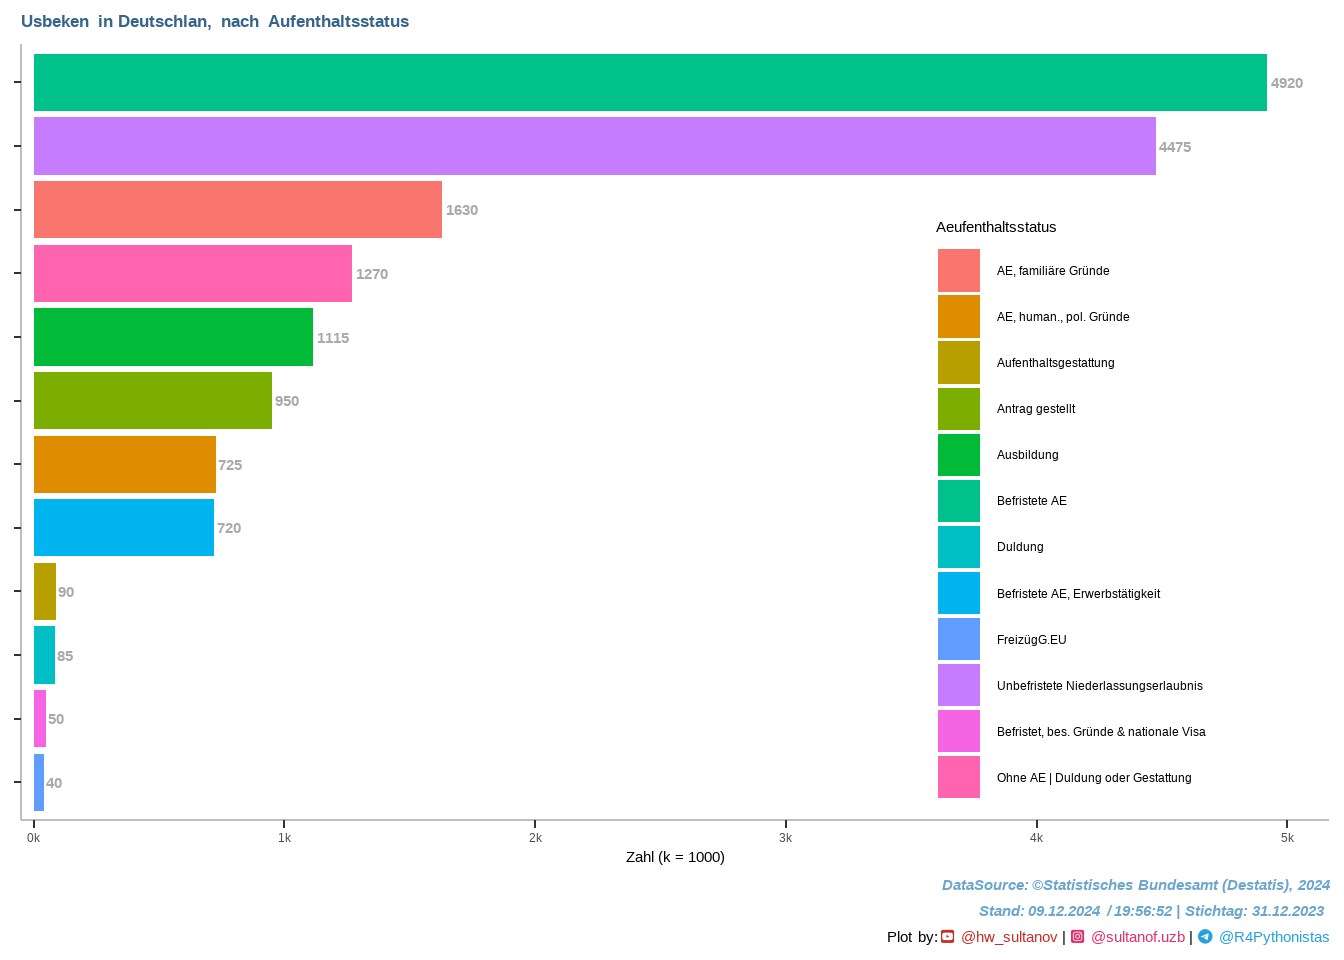 Usbeken in Deutschlan, nach Aufenthaltsstatus
4920
4475
1630
1270
1115
950
725
720
90
85
50
40
Aeufenthaltsstatus
AE, familiäre Gründe
AE, human., pol. Gründe
Aufenthaltsgestattung
Antrag gestellt
Ausbildung
Befristete AE
Duldung
Befristete AE, Erwerbstätigkeit
FreizügG.EU
Unbefristete Niederlassungserlaubnis
Befristet, bes. Gründe & nationale Visa
Ohne AE | Duldung oder Gestattung
0k 1k 2k 3k 4k 5k
Zahl (k = 1000)
DataSource: ©Statistisches Bundesamt (Destatis), 2024
Stand: 09.12.2024 / 19:56:52 | Stichtag: 31.12.2023
Plot by: @hw_sultanov | @sultanof.uzb | @R4Pythonistas